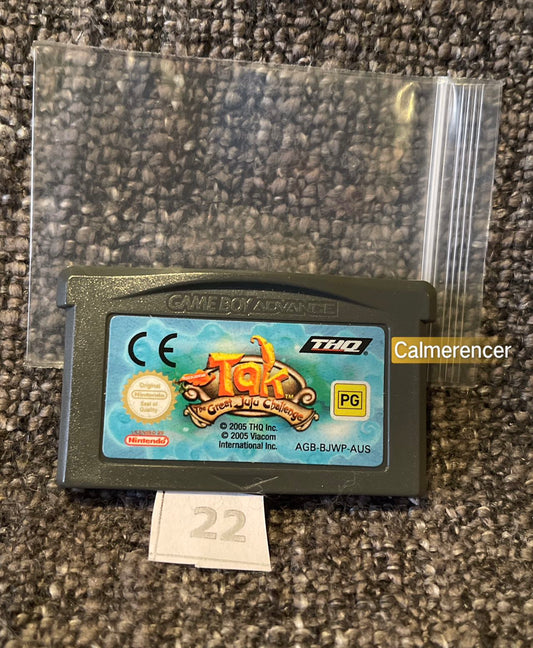 GAME BOY ADVANCE
CE
THQ
Calmerencer
Tak™
The Great Juju Challenge
Original
Nintendo
Seal of
Quality
PG
LICENSED BY
Nintendo
© 2005 THQ Inc.
© 2005 Viacom
International Inc.
AGB-BJWP-AUS
22